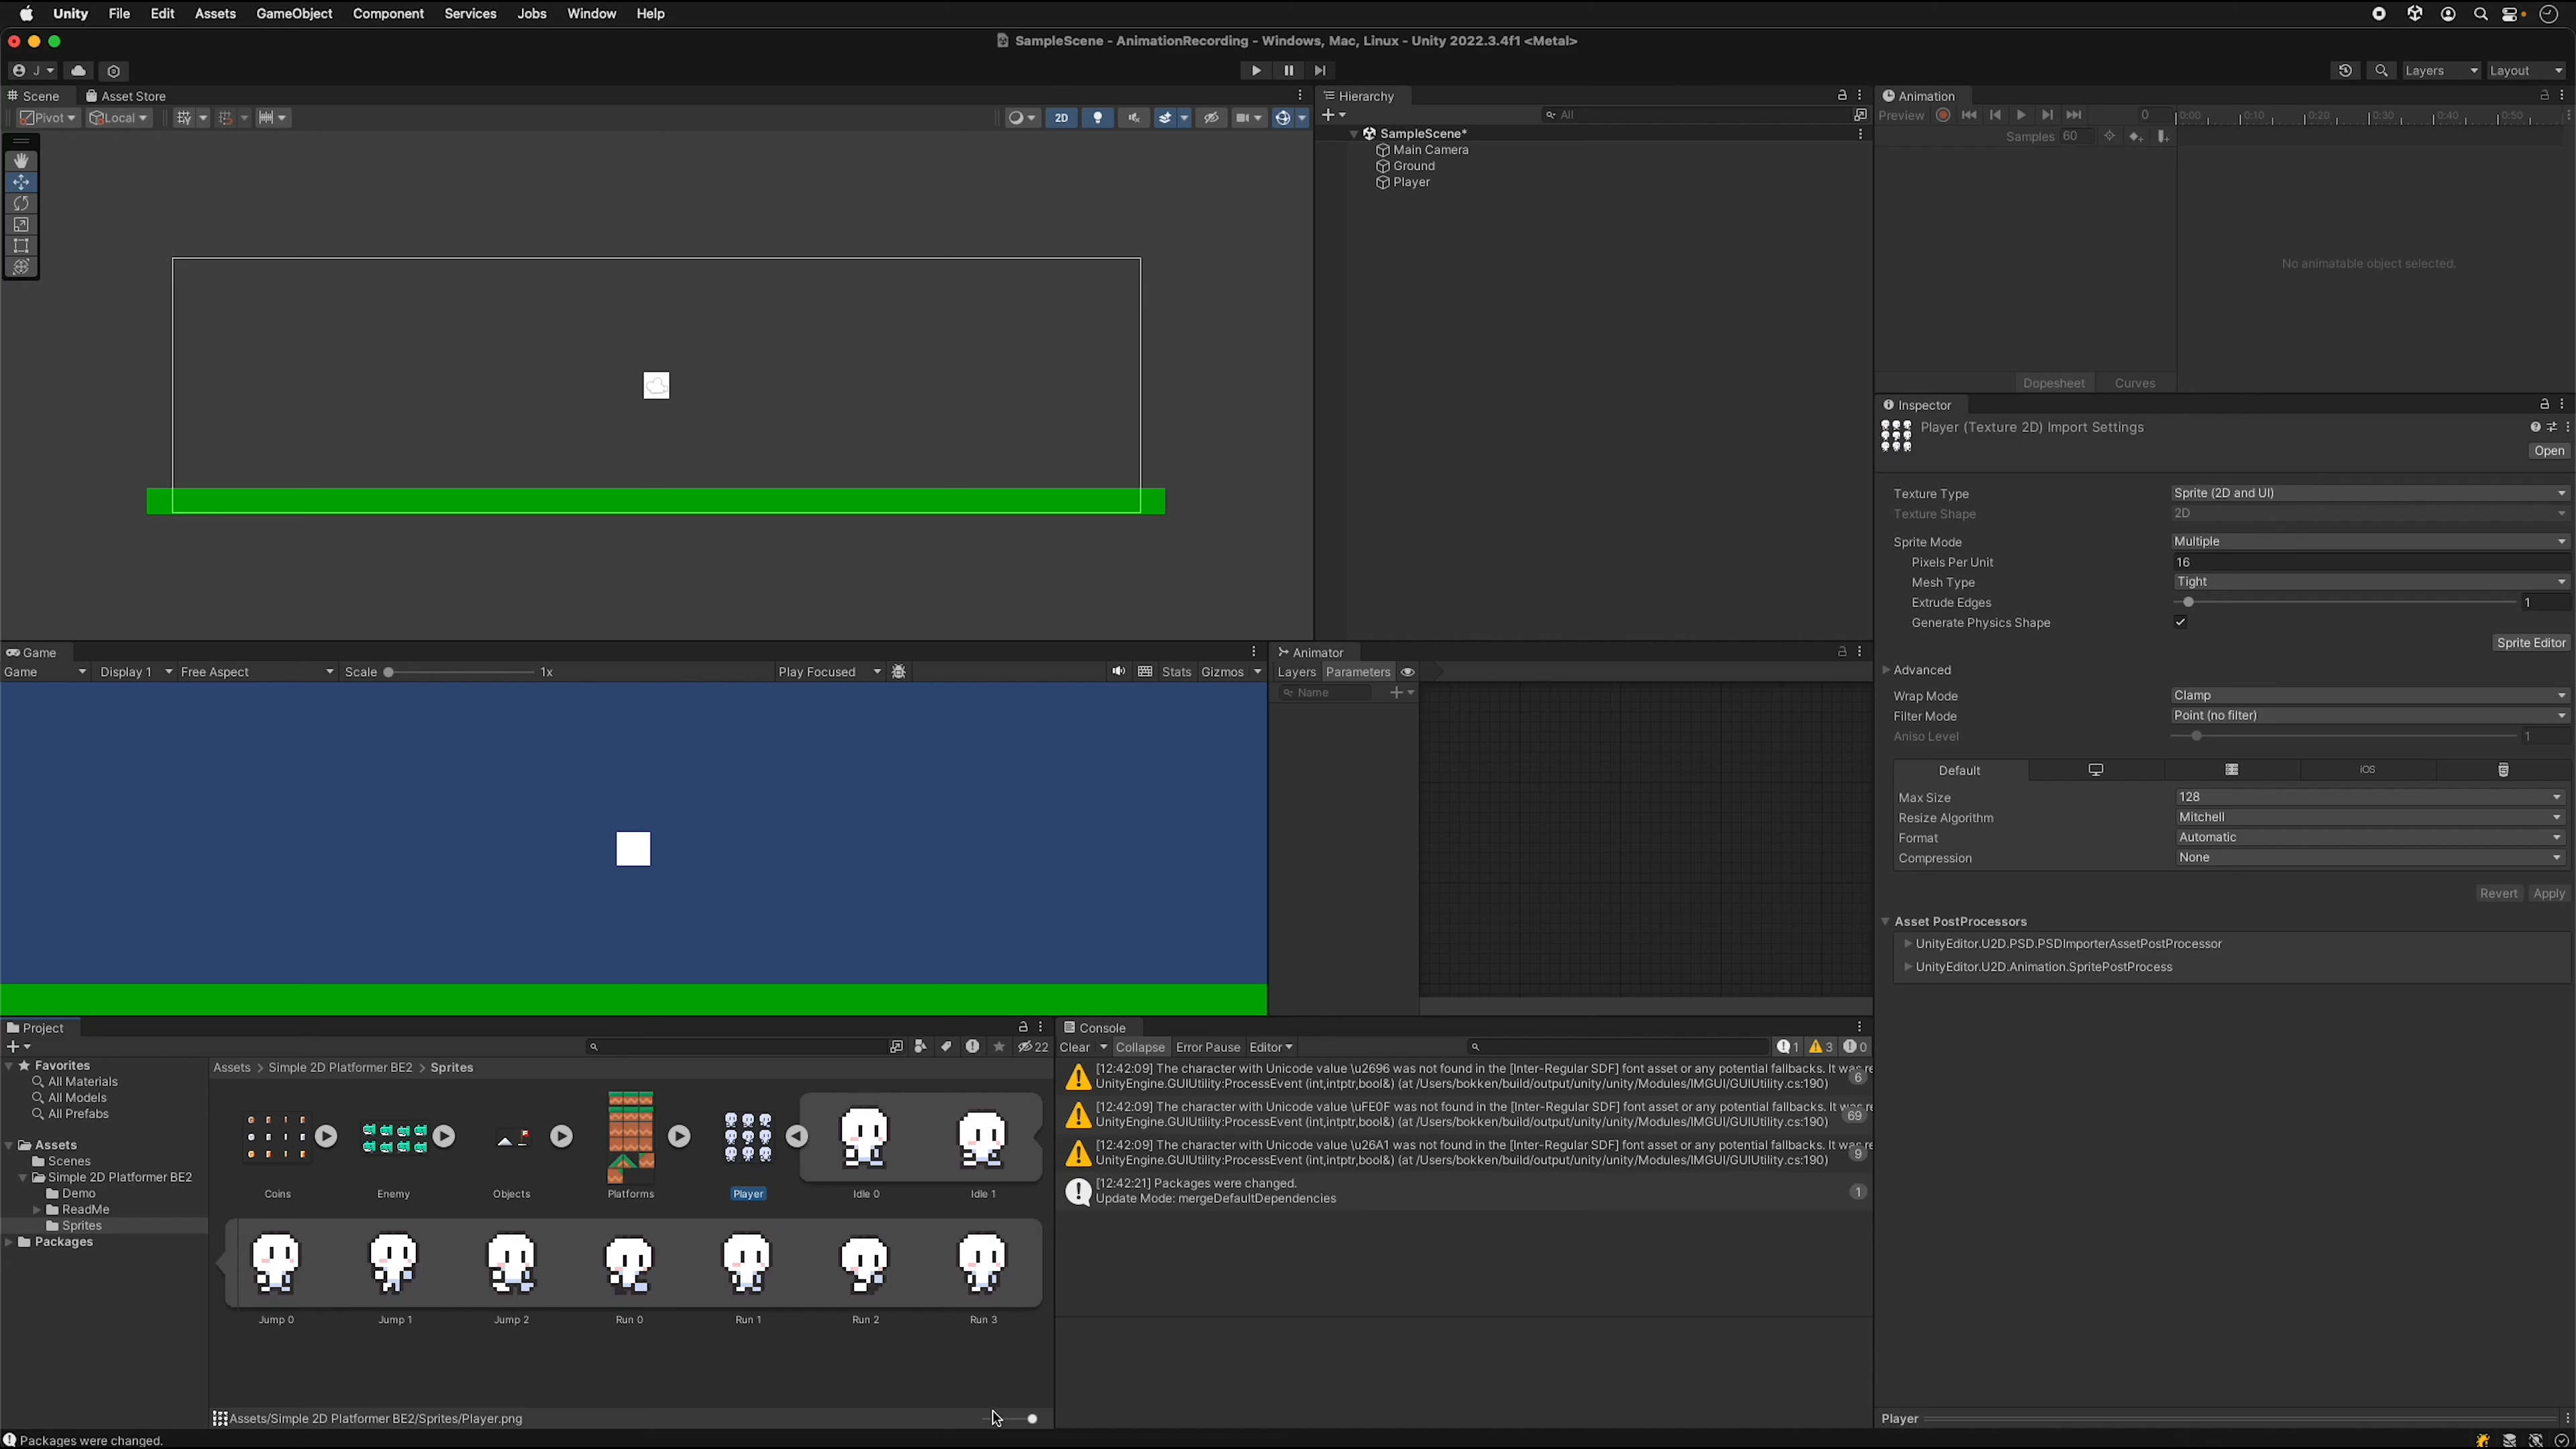 Unity File Edit Assets GameObject Component Services Jobs Window Help
SampleScene - AnimationRecording - Windows, Mac, Linux - Unity 2022.3.4f1 <Metal>
J
Layers
Layout
Scene
Asset Store
Pivot
Local
2D
Hierarchy
All
SampleScene*
Main Camera
Ground
Player
Animation
Preview
0
0:00 0:10 0:20 0:30 0:40 0:50
Samples 60
No animatable object selected.
Dopesheet
Curves
Inspector
Player (Texture 2D) Import Settings
Open
Texture Type Sprite (2D and UI)
Texture Shape 2D
Sprite Mode Multiple
Pixels Per Unit 16
Mesh Type Tight
Extrude Edges 1
Generate Physics Shape
Sprite Editor
Advanced
Wrap Mode Clamp
Filter Mode Point (no filter)
Aniso Level 1
Default
iOS
Max Size 128
Resize Algorithm Mitchell
Format Automatic
Compression None
Revert Apply
Asset PostProcessors
UnityEditor.U2D.PSD.PSDImporterAssetPostProcessor
UnityEditor.U2D.Animation.SpritePostProcess
Player
Game
Game Display 1 Free Aspect Scale 1x Play Focused Stats Gizmos
Animator
Layers Parameters
Name
Project
22
Favorites
All Materials
All Models
All Prefabs
Assets
Scenes
Simple 2D Platformer BE2
Demo
ReadMe
Sprites
Packages
Assets > Simple 2D Platformer BE2 > Sprites
Coins Enemy Objects Platforms Player Idle 0 Idle 1
Jump 0 Jump 1 Jump 2 Run 0 Run 1 Run 2 Run 3
Assets/Simple 2D Platformer BE2/Sprites/Player.png
Console
Clear Collapse Error Pause Editor 1 3 0
[12:42:09] The character with Unicode value \u2696 was not found in the [Inter-Regular SDF] font asset or any potential fallbacks. It was re
UnityEngine.GUIUtility:ProcessEvent (int,intptr,bool&) (at /Users/bokken/build/output/unity/unity/Modules/IMGUI/GUIUtility.cs:190)
6
[12:42:09] The character with Unicode value \uFE0F was not found in the [Inter-Regular SDF] font asset or any potential fallbacks. It was re
UnityEngine.GUIUtility:ProcessEvent (int,intptr,bool&) (at /Users/bokken/build/output/unity/unity/Modules/IMGUI/GUIUtility.cs:190)
69
[12:42:09] The character with Unicode value \u26A1 was not found in the [Inter-Regular SDF] font asset or any potential fallbacks. It was re
UnityEngine.GUIUtility:ProcessEvent (int,intptr,bool&) (at /Users/bokken/build/output/unity/unity/Modules/IMGUI/GUIUtility.cs:190)
9
[12:42:21] Packages were changed.
Update Mode: mergeDefaultDependencies
1
Packages were changed.